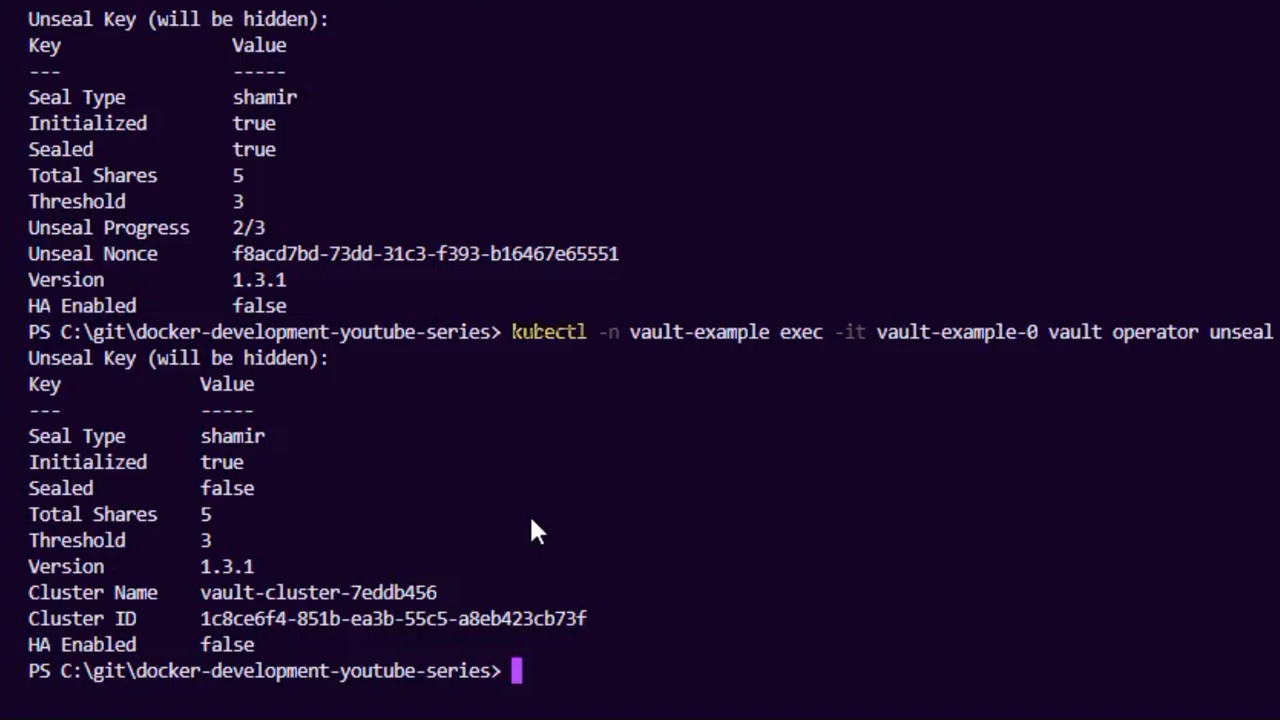 Unseal Key (will be hidden):
Key Value
--- -----
Seal Type shamir
Initialized true
Sealed true
Total Shares 5
Threshold 3
Unseal Progress 2/3
Unseal Nonce f8acd7bd-73dd-31c3-f393-b16467e65551
Version 1.3.1
HA Enabled false
PS C:\git\docker-development-youtube-series> kubectl -n vault-example exec -it vault-example-0 vault operator unseal
Unseal Key (will be hidden):
Key Value
--- -----
Seal Type shamir
Initialized true
Sealed false
Total Shares 5
Threshold 3
Version 1.3.1
Cluster Name vault-cluster-7eddb456
Cluster ID 1c8ce6f4-851b-ea3b-55c5-a8eb423cb73f
HA Enabled false
PS C:\git\docker-development-youtube-series>